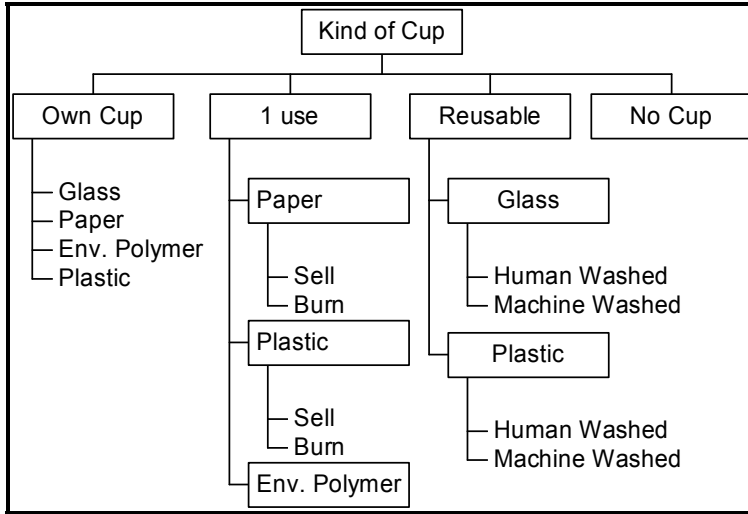 Kind of Cup
Own Cup
1 use
Reusable
No Cup
Glass
Paper
Env. Polymer
Plastic
Paper
Sell
Burn
Plastic
Sell
Burn
Env. Polymer
Glass
Human Washed
Machine Washed
Plastic
Human Washed
Machine Washed